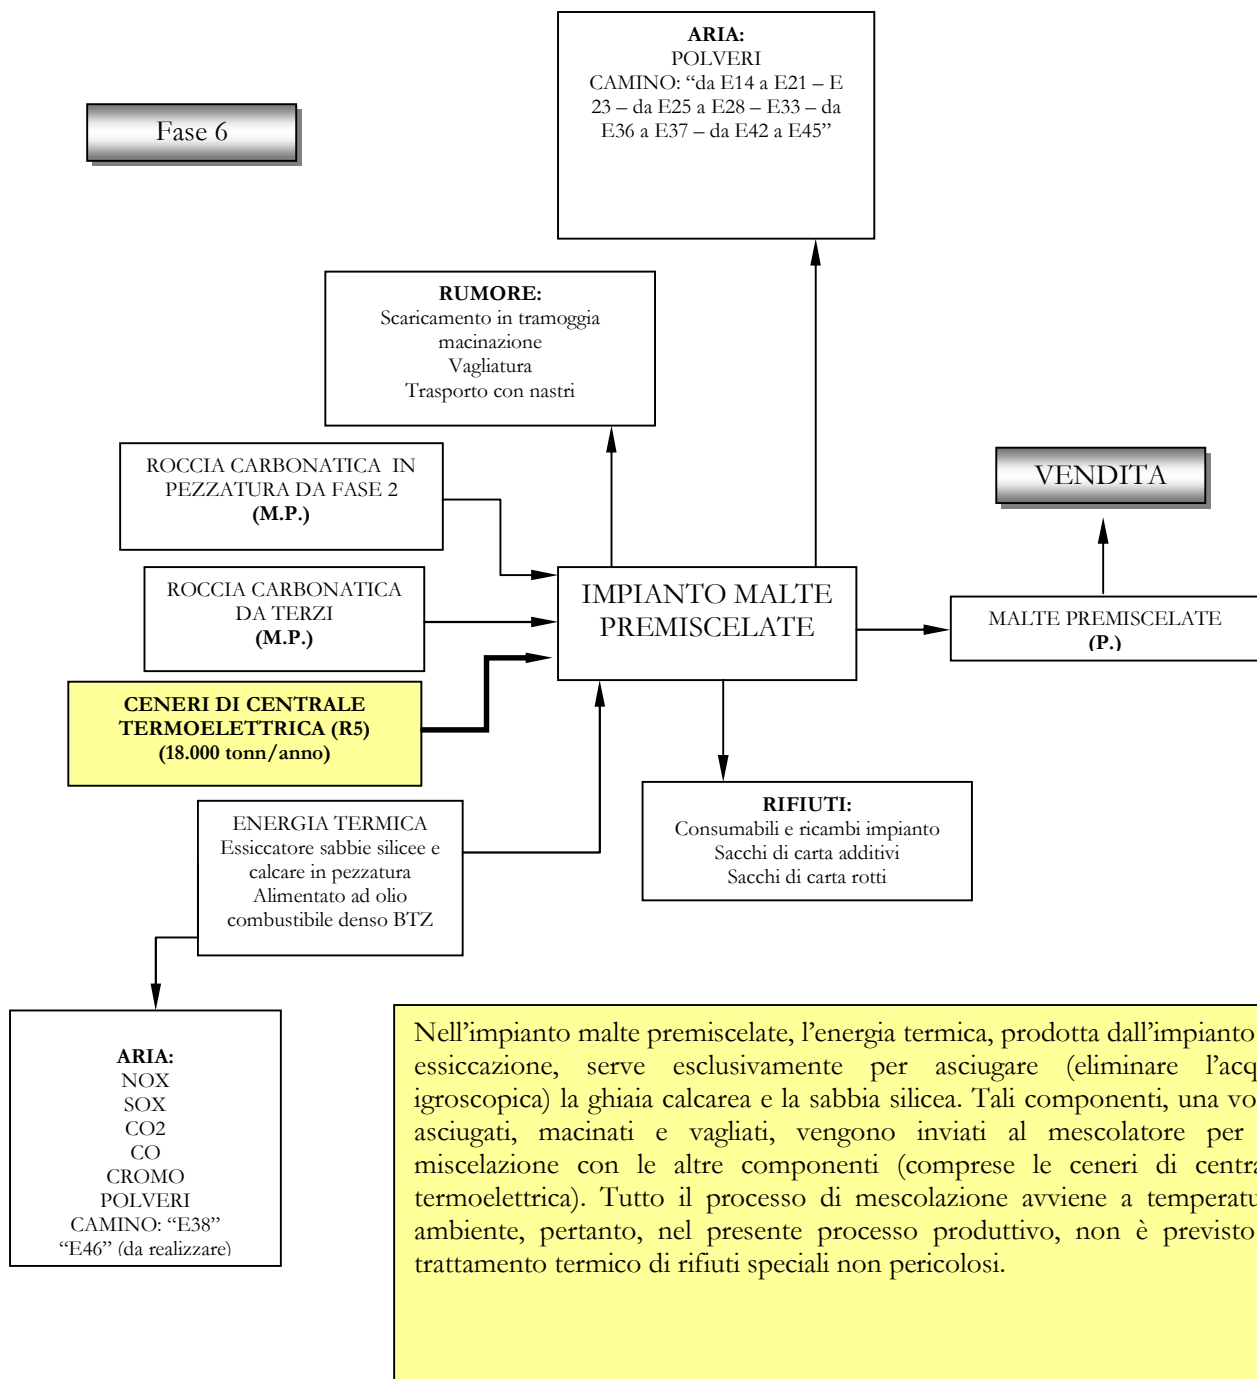 ARIA:
POLVERI
CAMINO: “da E14 a E21 – E
23 – da E25 a E28 – E33 – da
E36 a E37 – da E42 a E45”
Fase 6
RUMORE:
Scaricamento in tramoggia
macinazione
Vagliatura
Trasporto con nastri
ROCCIA CARBONATICA IN
PEZZATURA DA FASE 2
(M.P.)
VENDITA
ROCCIA CARBONATICA
DA TERZI
(M.P.)
IMPIANTO MALTE
PREMISCELATE
MALTE PREMISCELATE
(P.)
CENERI DI CENTRALE
TERMOELETTRICA (R5)
(18.000 tonn/anno)
ENERGIA TERMICA
Essiccatore sabbie silicee e
calcare in pezzatura
Alimentato ad olio
combustibile denso BTZ
RIFIUTI:
Consumabili e ricambi impianto
Sacchi di carta additivi
Sacchi di carta rotti
ARIA:
NOX
SOX
CO2
CO
CROMO
POLVERI
CAMINO: “E38”
“E46” (da realizzare)
Nell’impianto malte premiscelate, l’energia termica, prodotta dall’impianto
essiccazione, serve esclusivamente per asciugare (eliminare l’acq
igroscopica) la ghiaia calcarea e la sabbia silicea. Tali componenti, una vo
asciugati, macinati e vagliati, vengono inviati al mescolatore per
miscelazione con le altre componenti (comprese le ceneri di centra
termoelettrica). Tutto il processo di mescolazione avviene a temperatu
ambiente, pertanto, nel presente processo produttivo, non è previsto
trattamento termico di rifiuti speciali non pericolosi.